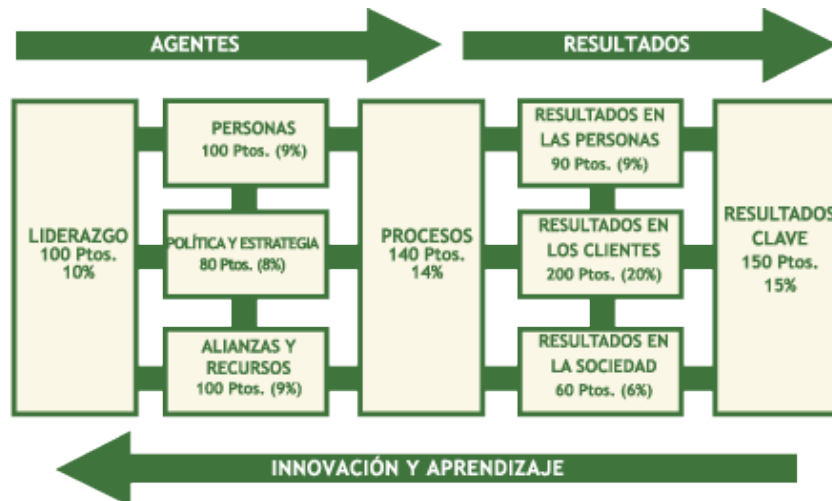 AGENTES
RESULTADOS
LIDERAZGO
100 Ptos.
10%
PERSONAS
100 Ptos. (9%)
POLÍTICA Y ESTRATEGIA
80 Ptos. (8%)
ALIANZAS Y
RECURSOS
100 Ptos. (9%)
PROCESOS
140 Ptos.
14%
RESULTADOS EN
LAS PERSONAS
90 Ptos. (9%)
RESULTADOS EN
LOS CLIENTES
200 Ptos. (20%)
RESULTADOS EN
LA SOCIEDAD
60 Ptos. (6%)
RESULTADOS
CLAVE
150 Ptos.
15%
INNOVACIÓN Y APRENDIZAJE